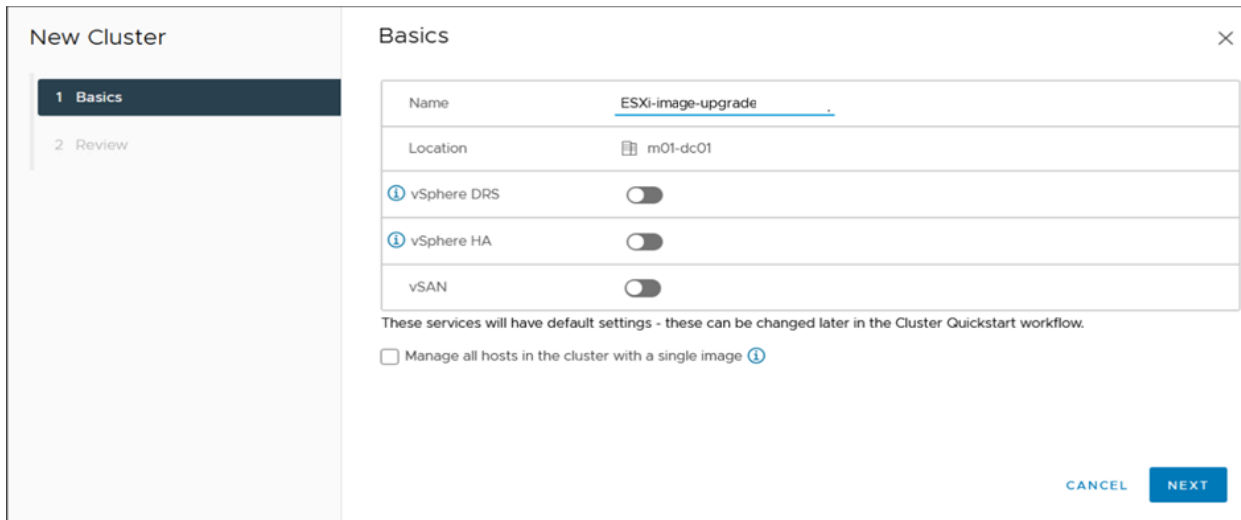 New Cluster
1 Basics
2 Review
Basics
Name ESXi-image-upgrade
Location m01-dc01
vSphere DRS
vSphere HA
vSAN
These services will have default settings - these can be changed later in the Cluster Quickstart workflow.
Manage all hosts in the cluster with a single image
CANCEL NEXT